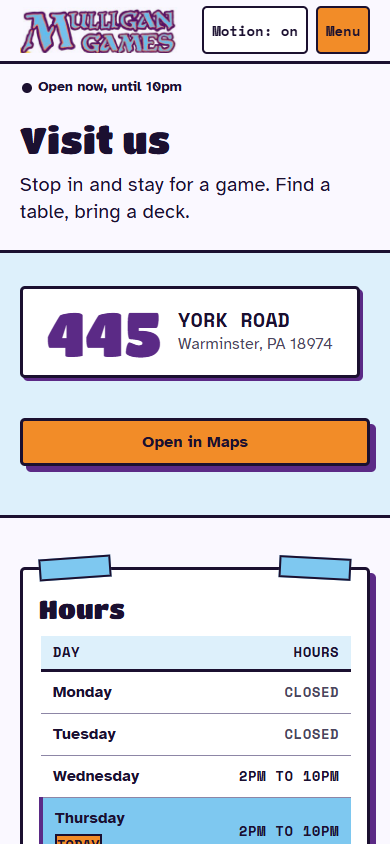 MULLIGAN GAMES
Motion: on
Menu
Open now, until 10pm
Visit us
Stop in and stay for a game. Find a
table, bring a deck.
445
YORK ROAD
Warminster, PA 18974
Open in Maps
Hours
DAY HOURS
Monday CLOSED
Tuesday CLOSED
Wednesday 2PM TO 10PM
Thursday 2PM TO 10PM
TODAY